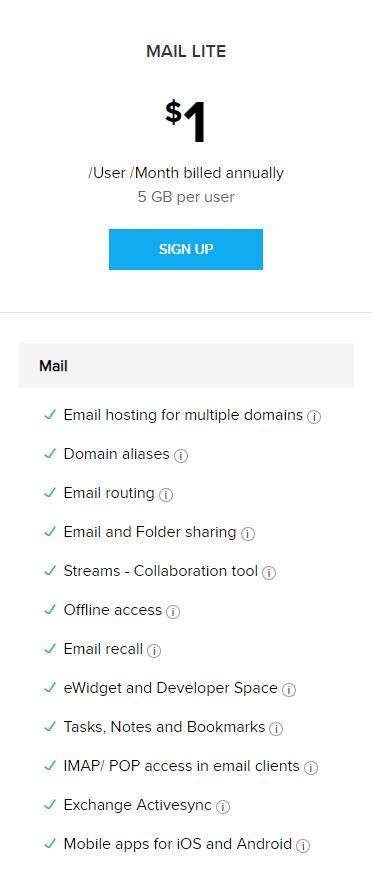 MAIL LITE
$1
/User /Month billed annually
5 GB per user
SIGN UP
Mail
Email hosting for multiple domains
Domain aliases
Email routing
Email and Folder sharing
Streams - Collaboration tool
Offline access
Email recall
eWidget and Developer Space
Tasks, Notes and Bookmarks
IMAP/ POP access in email clients
Exchange Activesync
Mobile apps for iOS and Android